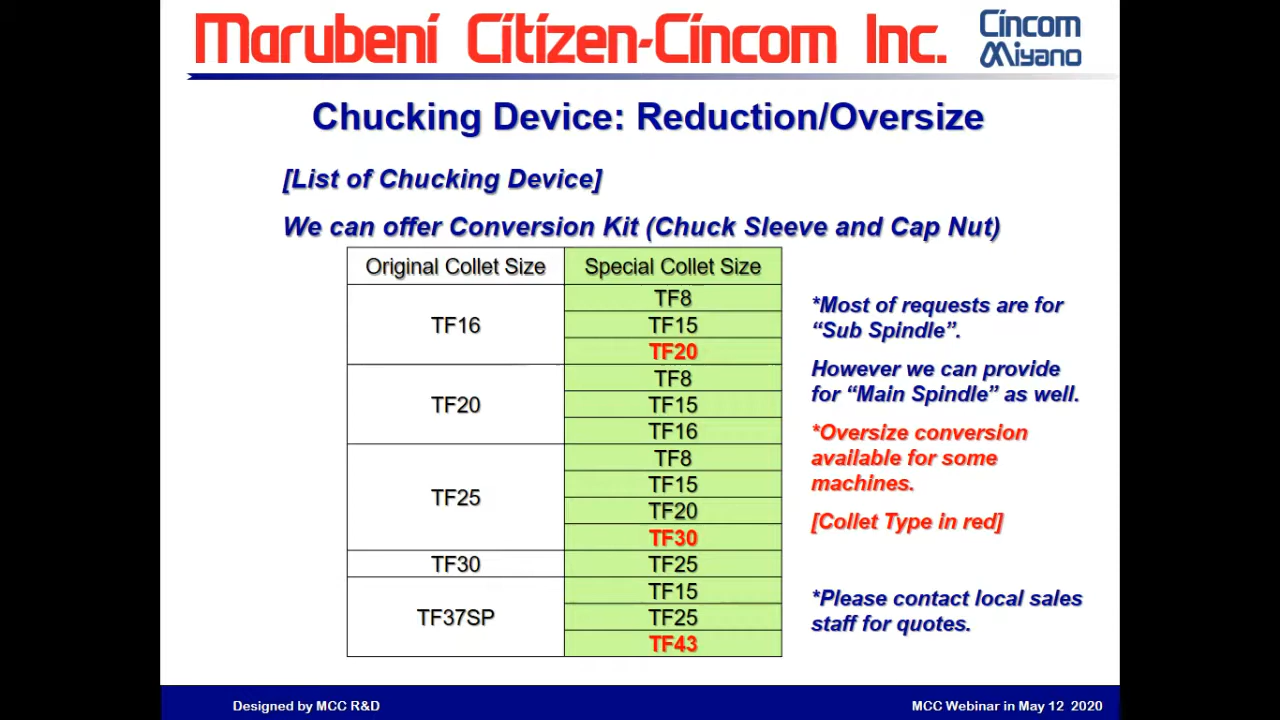 Marubeni Citizen-Cincom Inc.
Cincom
Miyano
Chucking Device: Reduction/Oversize
[List of Chucking Device]
We can offer Conversion Kit (Chuck Sleeve and Cap Nut)
Original Collet Size Special Collet Size
TF16
TF8
TF15
TF20
TF20
TF8
TF15
TF16
TF25
TF8
TF15
TF20
TF30
TF30
TF25
TF37SP
TF15
TF25
TF43
*Most of requests are for
“Sub Spindle”.
However we can provide
for “Main Spindle” as well.
*Oversize conversion
available for some
machines.
[Collet Type in red]
*Please contact local sales
staff for quotes.
Designed by MCC R&D
MCC Webinar in May 12 2020